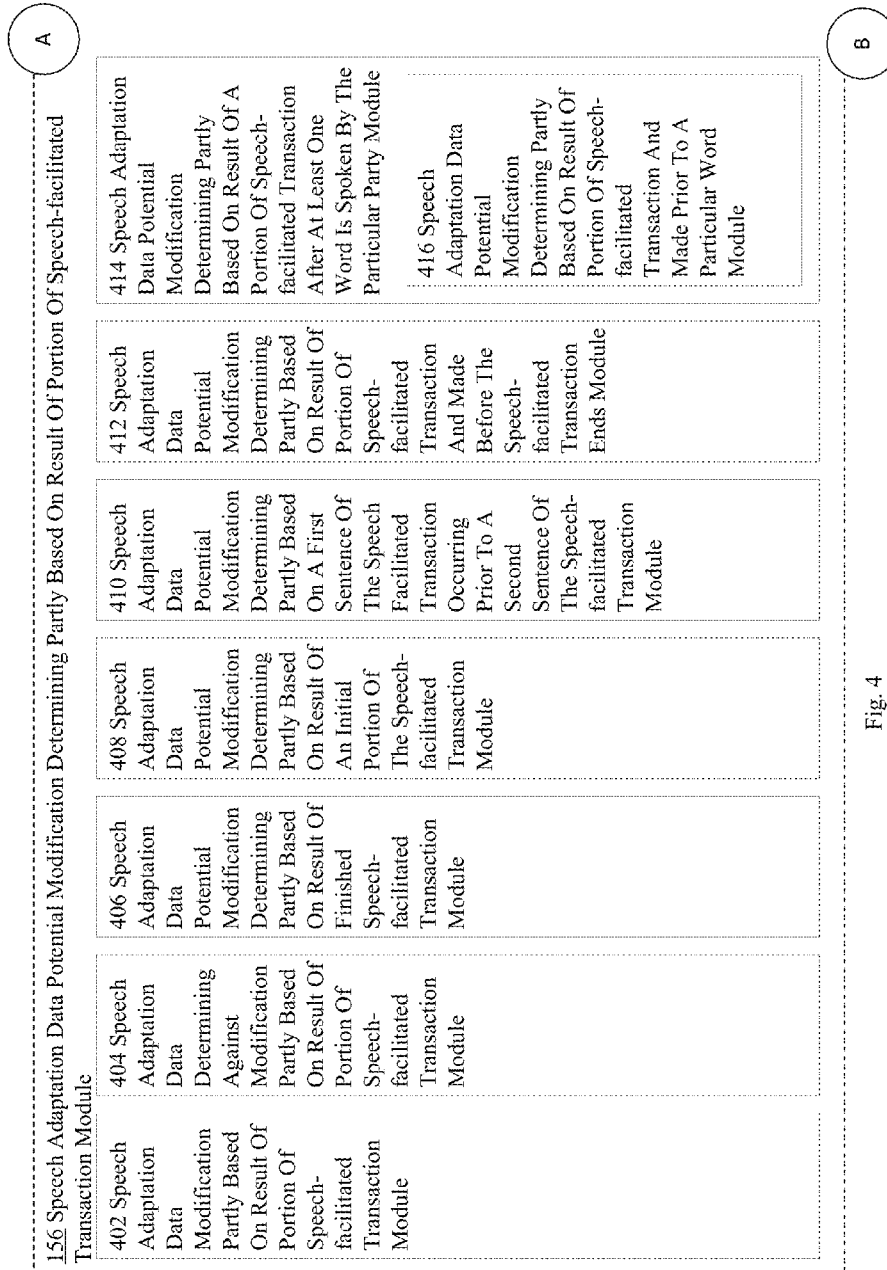 A
156 Speech Adaptation Data Potential Modification Determining Partly Based On Result Of Portion Of Speech-facilitated
Transaction Module
402 Speech
Adaptation
Data
Modification
Partly Based
On Result Of
Portion Of
Speech-
facilitated
Transaction
Module
404 Speech
Adaptation
Data
Determining
Against
Modification
Partly Based
On Result Of
Portion Of
Speech-
facilitated
Transaction
Module
406 Speech
Adaptation
Data
Potential
Modification
Determining
Partly Based
On Result Of
Finished
Speech-
facilitated
Transaction
Module
408 Speech
Adaptation
Data
Potential
Modification
Determining
Partly Based
On Result Of
An Initial
Portion Of
The Speech-
facilitated
Transaction
Module
410 Speech
Adaptation
Data
Potential
Modification
Determining
Partly Based
On A First
Sentence Of
The Speech
Facilitated
Transaction
Occurring
Prior To A
Second
Sentence Of
The Speech-
facilitated
Transaction
Module
412 Speech
Adaptation
Data
Potential
Modification
Determining
Partly Based
On Result Of
Portion Of
Speech-
facilitated
Transaction
And Made
Before The
Speech-
facilitated
Transaction
Ends Module
414 Speech Adaptation
Data Potential
Modification
Determining Partly
Based On Result Of A
Portion Of Speech-
facilitated Transaction
After At Least One
Word Is Spoken By The
Particular Party Module
416 Speech
Adaptation Data
Potential
Modification
Determining Partly
Based On Result Of
Portion Of Speech-
facilitated
Transaction And
Made Prior To A
Particular Word
Module
B
Fig. 4